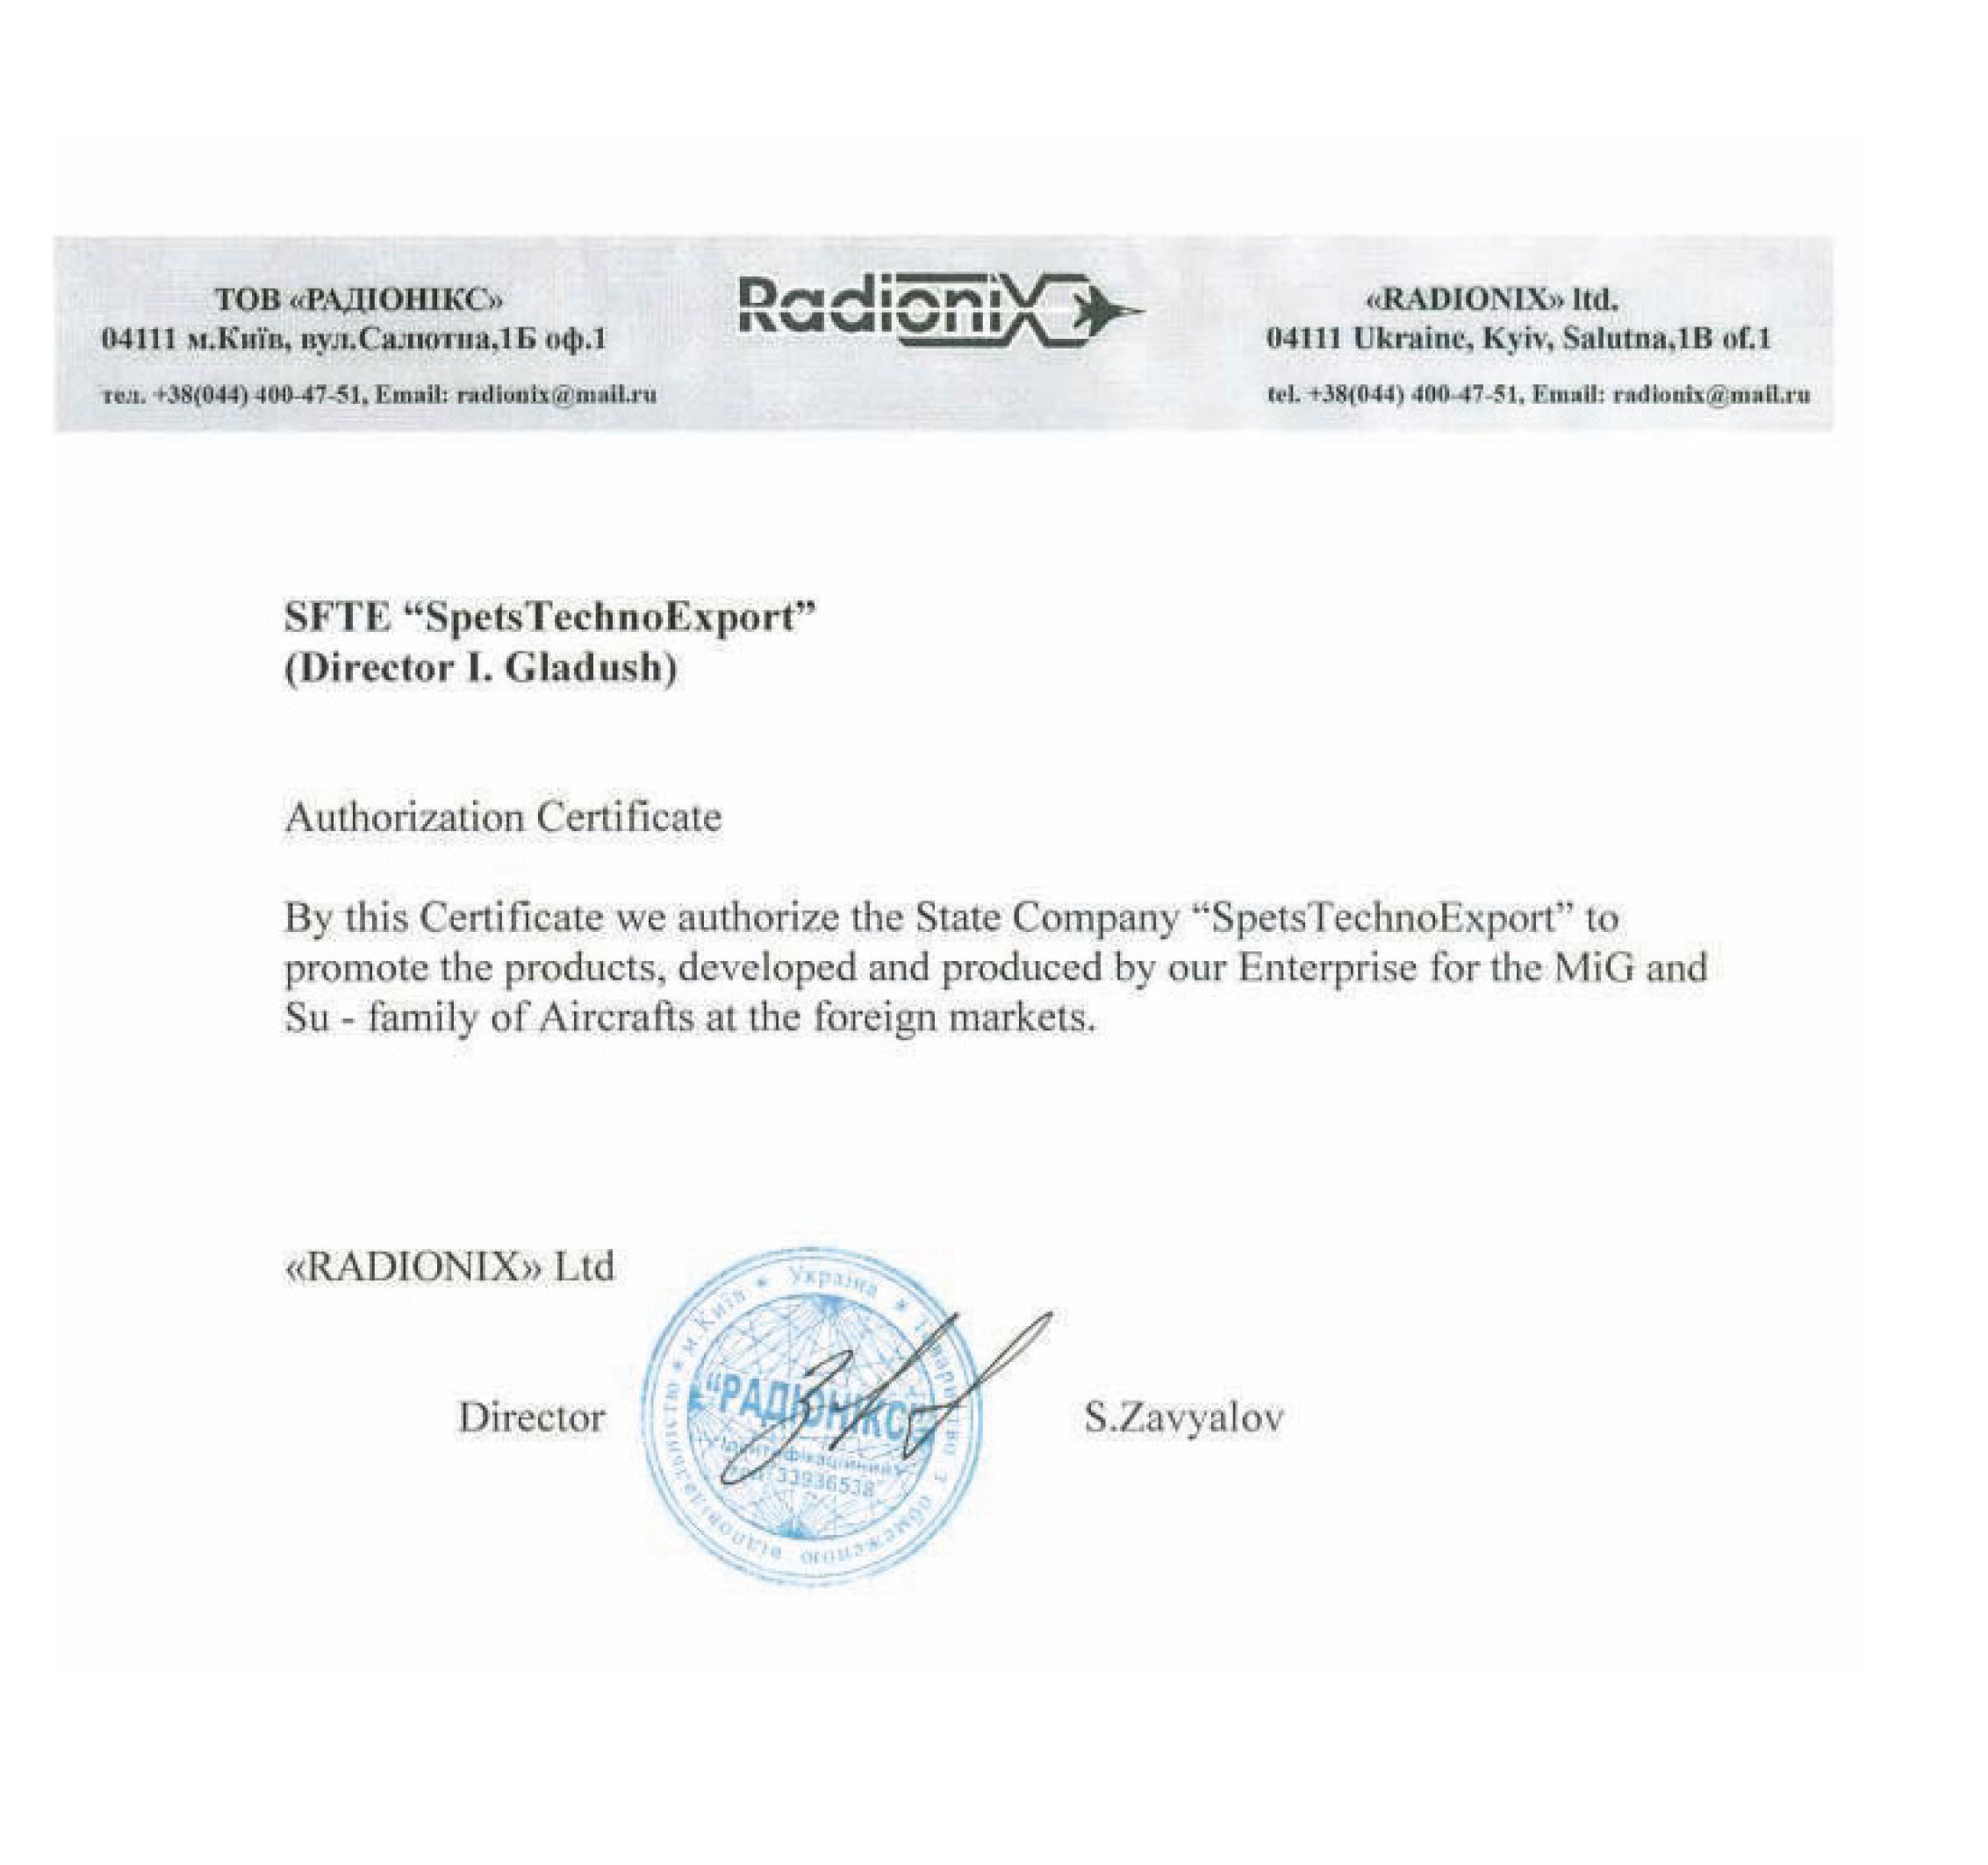 ТОВ «РАДІОНІКС»
04111 м.Київ, вул.Салютна,1Б оф.1
тел. +38(044) 400-47-51, Email: radionix@mail.ru
RadioniX
«RADIONIX» ltd.
04111 Ukraine, Kyiv, Salutna,1B of.1
tel. +38(044) 400-47-51, Email: radionix@mail.ru
SFTE “SpetsTechnoExport”
(Director I. Gladush)
Authorization Certificate
By this Certificate we authorize the State Company “SpetsTechnoExport” to
promote the products, developed and produced by our Enterprise for the MiG and
Su - family of Aircrafts at the foreign markets.
«RADIONIX» Ltd
Director
S.Zavyalov
м.Київ * Україна * Товариство з обмеженою відповідальністю *
“РАДІОНІКС”
Ідентифікаційний
код 33936538